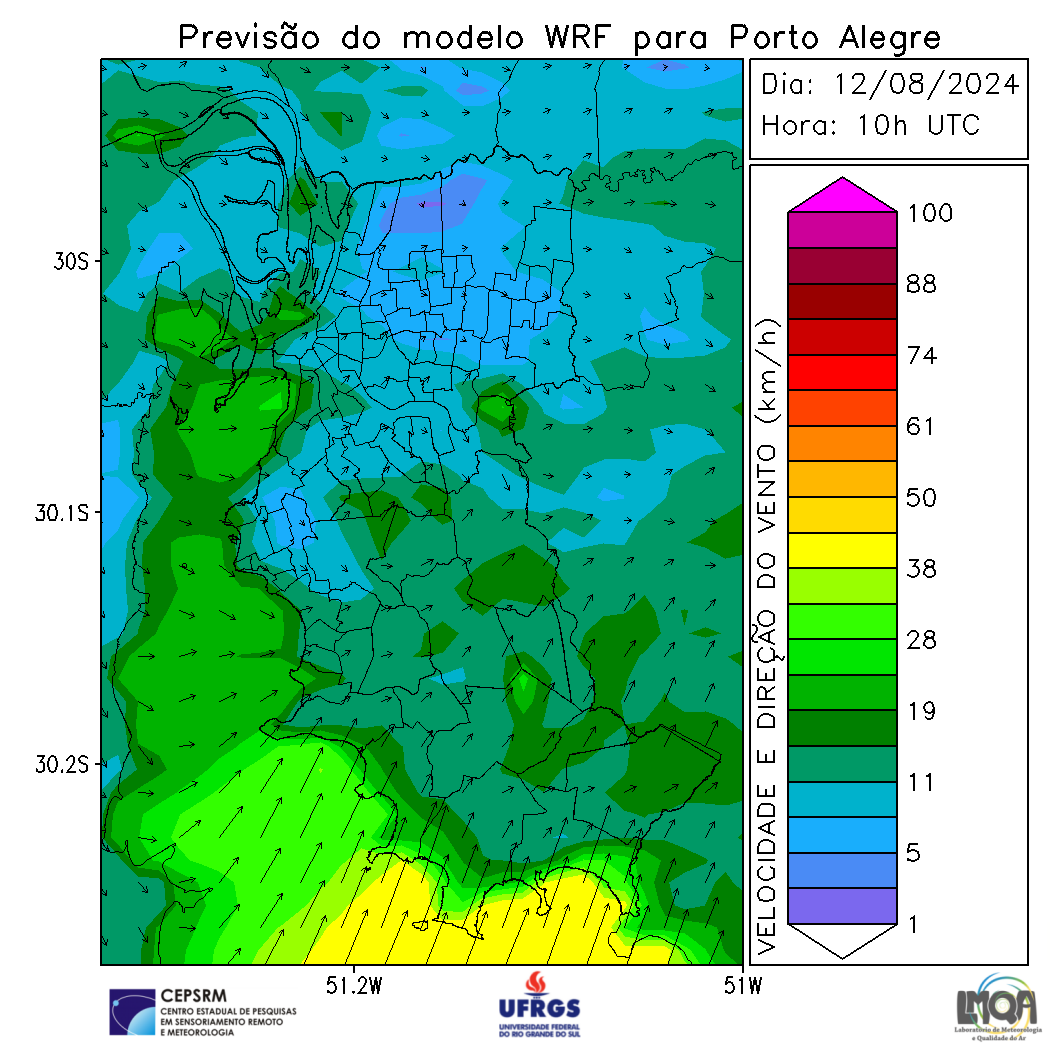 Previsão do modelo WRF para Porto Alegre
Dia: 12/08/2024
Hora: 10h UTC
30S
30.1S
30.2S
51.2W
51W
VELOCIDADE E DIREÇÃO DO VENTO (km/h)
100
88
74
61
50
38
28
19
11
5
1
CEPSRM
CENTRO ESTADUAL DE PESQUISAS
EM SENSORIAMENTO REMOTO
E METEOROLOGIA
UFRGS
UNIVERSIDADE FEDERAL
DO RIO GRANDE DO SUL
LMQA
Laboratório de Meteorologia
e Qualidade do Ar